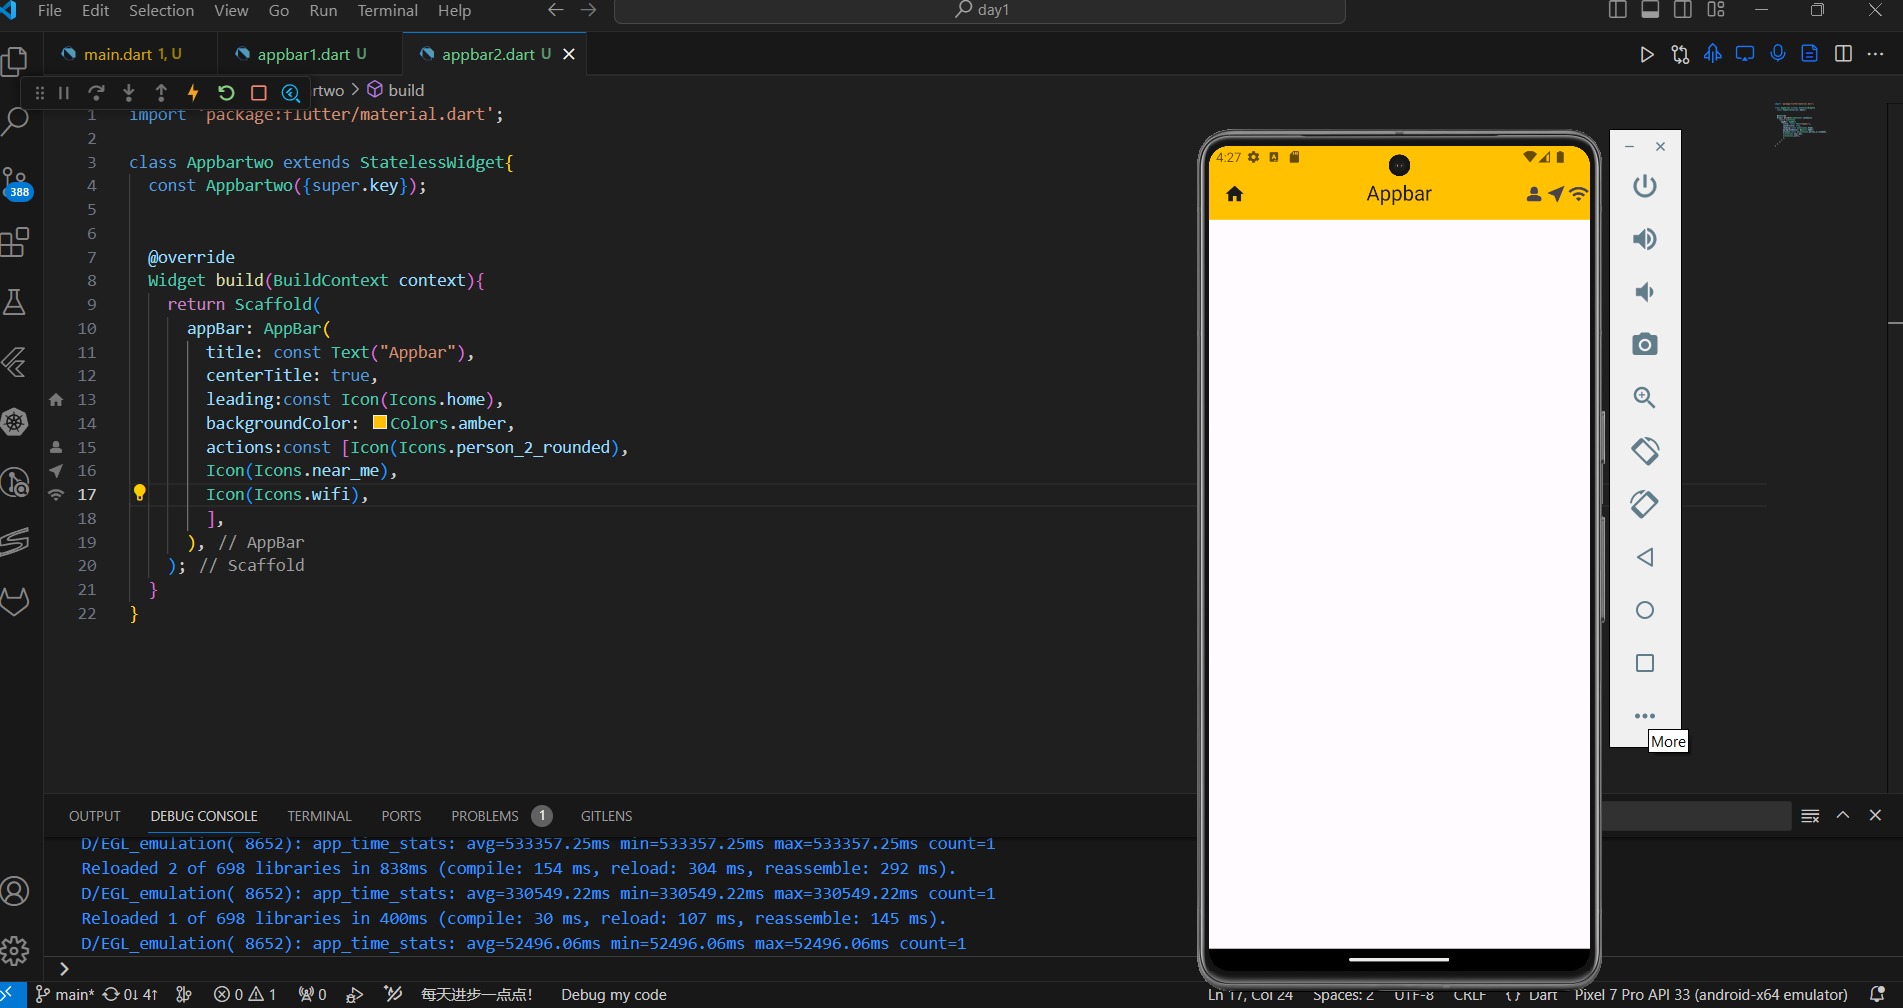 File Edit Selection View Go Run Terminal Help day1
main.dart 1, U appbar1.dart U appbar2.dart U
rtwo > build
1 import 'package:flutter/material.dart';
2
3 class Appbartwo extends StatelessWidget{
4 const Appbartwo({super.key});
5
6
7 @override
8 Widget build(BuildContext context){
9 return Scaffold(
10 appBar: AppBar(
11 title: const Text("Appbar"),
12 centerTitle: true,
13 leading:const Icon(Icons.home),
14 backgroundColor: Colors.amber,
15 actions:const [Icon(Icons.person_2_rounded),
16 Icon(Icons.near_me),
17 Icon(Icons.wifi),
18 ],
19 ), // AppBar
20 ); // Scaffold
21 }
22 }
388
4:27
Appbar
More
OUTPUT DEBUG CONSOLE TERMINAL PORTS PROBLEMS 1 GITLENS
D/EGL_emulation( 8652): app_time_stats: avg=533357.25ms min=533357.25ms max=533357.25ms count=1
Reloaded 2 of 698 libraries in 838ms (compile: 154 ms, reload: 304 ms, reassemble: 292 ms).
D/EGL_emulation( 8652): app_time_stats: avg=330549.22ms min=330549.22ms max=330549.22ms count=1
Reloaded 1 of 698 libraries in 400ms (compile: 30 ms, reload: 107 ms, reassemble: 145 ms).
D/EGL_emulation( 8652): app_time_stats: avg=52496.06ms min=52496.06ms max=52496.06ms count=1
>
main* 0↓ 4↑ 0 1 0 每天进步一点点! Debug my code Ln 17, Col 24 Spaces: 2 UTF-8 CRLF {} Dart Pixel 7 Pro API 33 (android-x64 emulator)